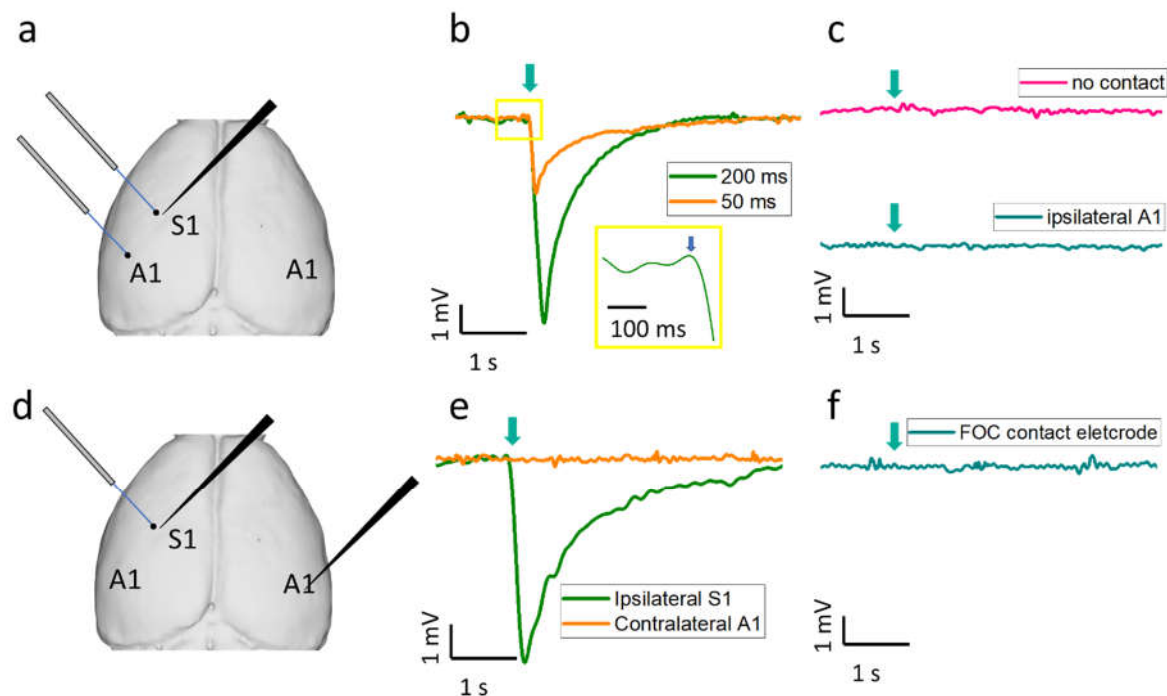 a
S1
A1
A1
b
200 ms
50 ms
100 ms
1 mV
1 s
c
no contact
ipsilateral A1
1 mV
1 s
d
S1
A1
A1
e
Ipsilateral S1
Contralateral A1
1 mV
1 s
f
FOC contact eletcrode
1 mV
1 s